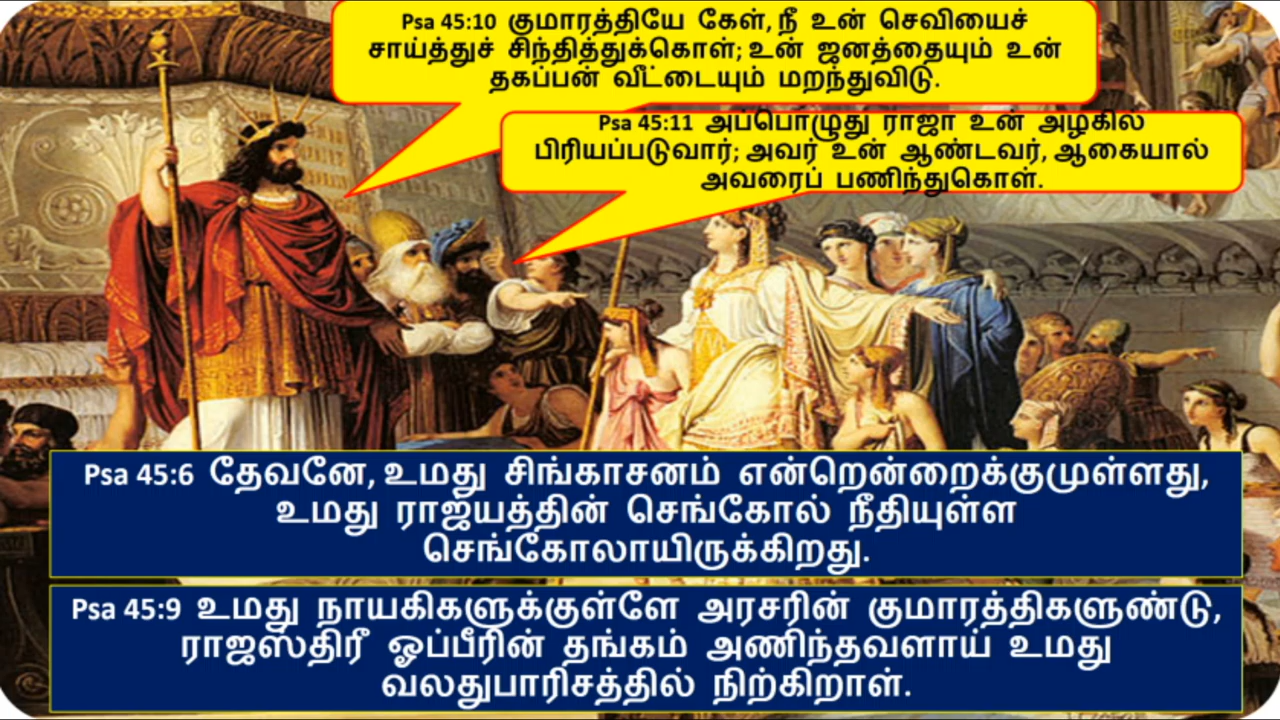 Psa 45:10 குமாரத்தியே கேள், நீ உன் செவியைச்
சாய்த்துச் சிந்தித்துக்கொள்; உன் ஜனத்தையும் உன்
தகப்பன் வீட்டையும் மறந்துவிடு.
Psa 45:11 அப்பொழுது ராஜா உன் அழகில்
பிரியப்படுவார்; அவர் உன் ஆண்டவர், ஆகையால்
அவரைப் பணிந்துகொள்.
Psa 45:6 தேவனே, உமது சிங்காசனம் என்றென்றைக்குமுள்ளது,
உமது ராஜ்யத்தின் செங்கோல் நீதியுள்ள
செங்கோலாயிருக்கிறது.
Psa 45:9 உமது நாயகிகளுக்குள்ளே அரசரின் குமாரத்திகளுண்டு,
ராஜஸ்திரீ ஓப்பீரின் தங்கம் அணிந்தவளாய் உமது
வலதுபாரிசத்தில் நிற்கிறாள்.